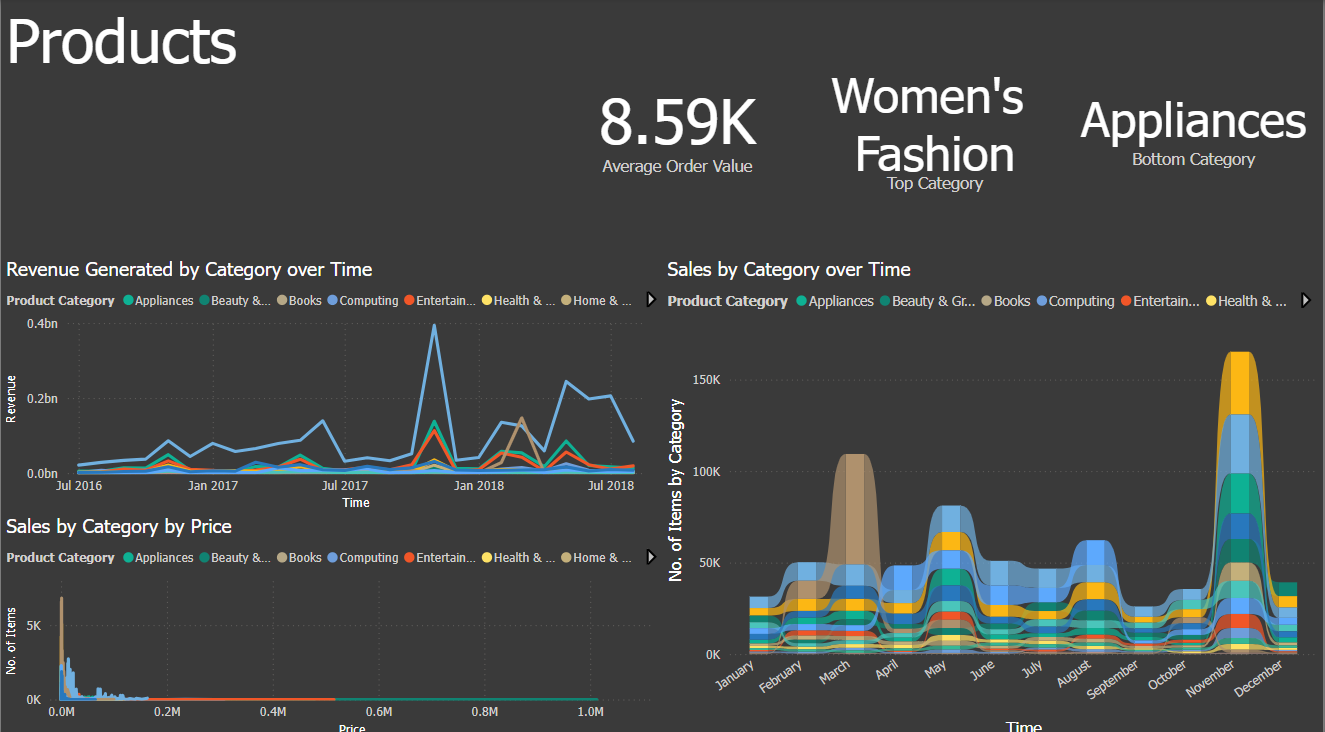 Products
8.59K
Average Order Value
Women's
Fashion
Top Category
Appliances
Bottom Category
Revenue Generated by Category over Time
Product Category Appliances Beauty &... Books Computing Entertain... Health & ... Home & ...
Revenue
0.4bn
0.2bn
0.0bn
Jul 2016 Jan 2017 Jul 2017 Jan 2018 Jul 2018
Time
Sales by Category by Price
Product Category Appliances Beauty &... Books Computing Entertain... Health & ... Home & ...
No. of Items
5K
0K
0.0M 0.2M 0.4M 0.6M 0.8M 1.0M
Price
Sales by Category over Time
Product Category Appliances Beauty & Gr... Books Computing Entertain... Health & ...
No. of Items by Category
150K
100K
50K
0K
January February March April May June July August September October November December
Time